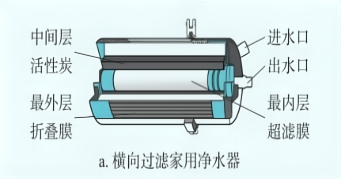 中间层
活性炭
最外层
折叠膜
进水口
出水口
最内层
超滤膜
a. 横向过滤家用净水器